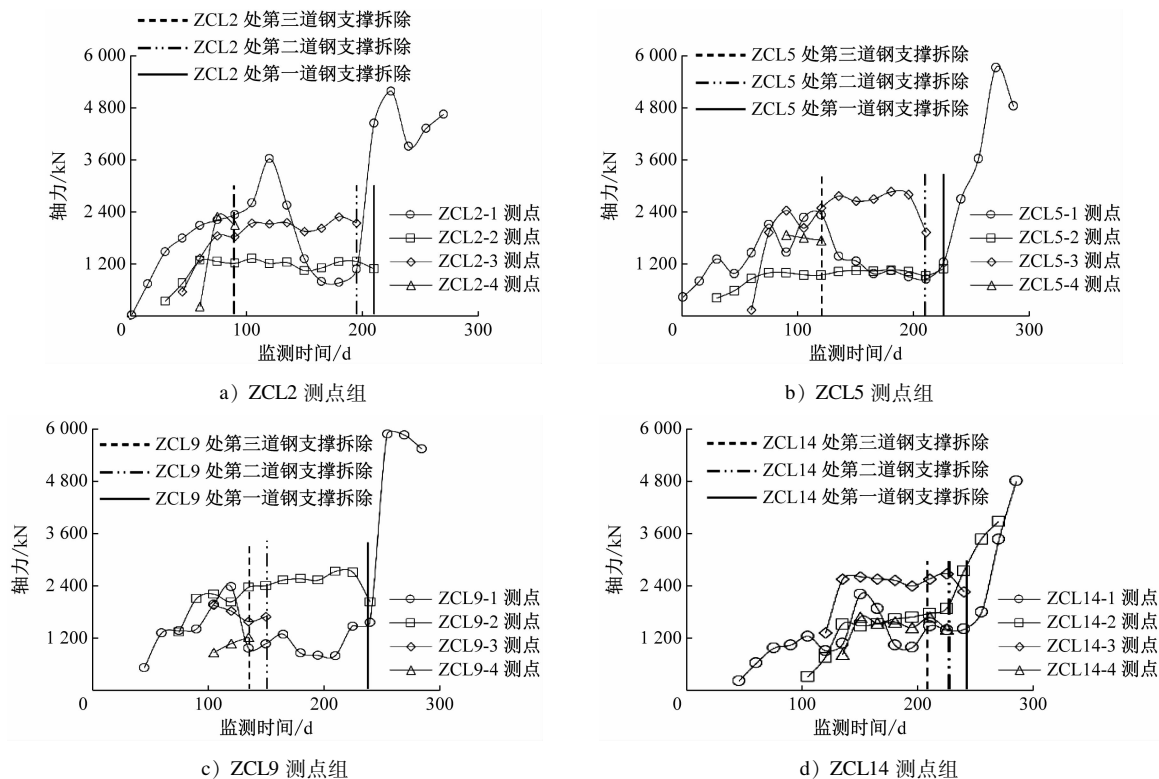 ZCL2 处第三道钢支撑拆除
ZCL2 处第二道钢支撑拆除
ZCL2 处第一道钢支撑拆除
6 000
4 800
3 600
2 400
1 200
0
100
200
300
轴力/kN
监测时间/d
ZCL2-1 测点
ZCL2-2 测点
ZCL2-3 测点
ZCL2-4 测点
a）ZCL2 测点组
ZCL5 处第三道钢支撑拆除
ZCL5 处第二道钢支撑拆除
ZCL5 处第一道钢支撑拆除
6 000
4 800
3 600
2 400
1 200
0
100
200
300
轴力/kN
监测时间/d
ZCL5-1 测点
ZCL5-2 测点
ZCL5-3 测点
ZCL5-4 测点
b）ZCL5 测点组
ZCL9 处第三道钢支撑拆除
ZCL9 处第二道钢支撑拆除
ZCL9 处第一道钢支撑拆除
6 000
4 800
3 600
2 400
1 200
0
100
200
300
轴力/kN
监测时间/d
ZCL9-1 测点
ZCL9-2 测点
ZCL9-3 测点
ZCL9-4 测点
c）ZCL9 测点组
ZCL14 处第三道钢支撑拆除
ZCL14 处第二道钢支撑拆除
ZCL14 处第一道钢支撑拆除
6 000
4 800
3 600
2 400
1 200
0
100
200
300
轴力/kN
监测时间/d
ZCL14-1 测点
ZCL14-2 测点
ZCL14-3 测点
ZCL14-4 测点
d）ZCL14 测点组